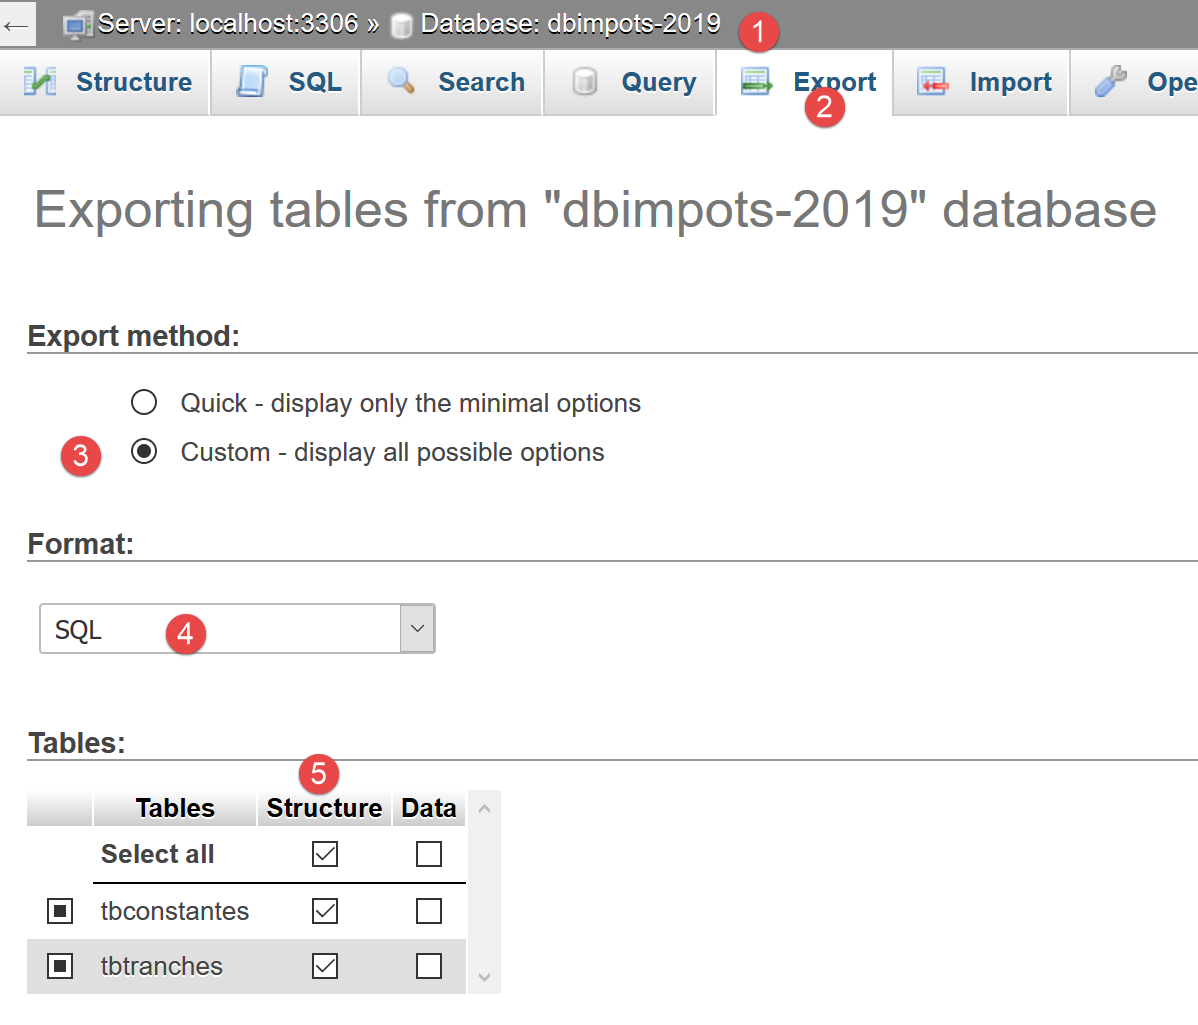 ← Server: localhost:3306 » Database: dbimpots-2019 1
Structure SQL Search Query Export Import Ope
2
Exporting tables from "dbimpots-2019" database
Export method:
Quick - display only the minimal options
3 Custom - display all possible options
Format:
SQL 4
Tables:
5
Tables Structure Data
Select all
tbconstantes
tbtranches